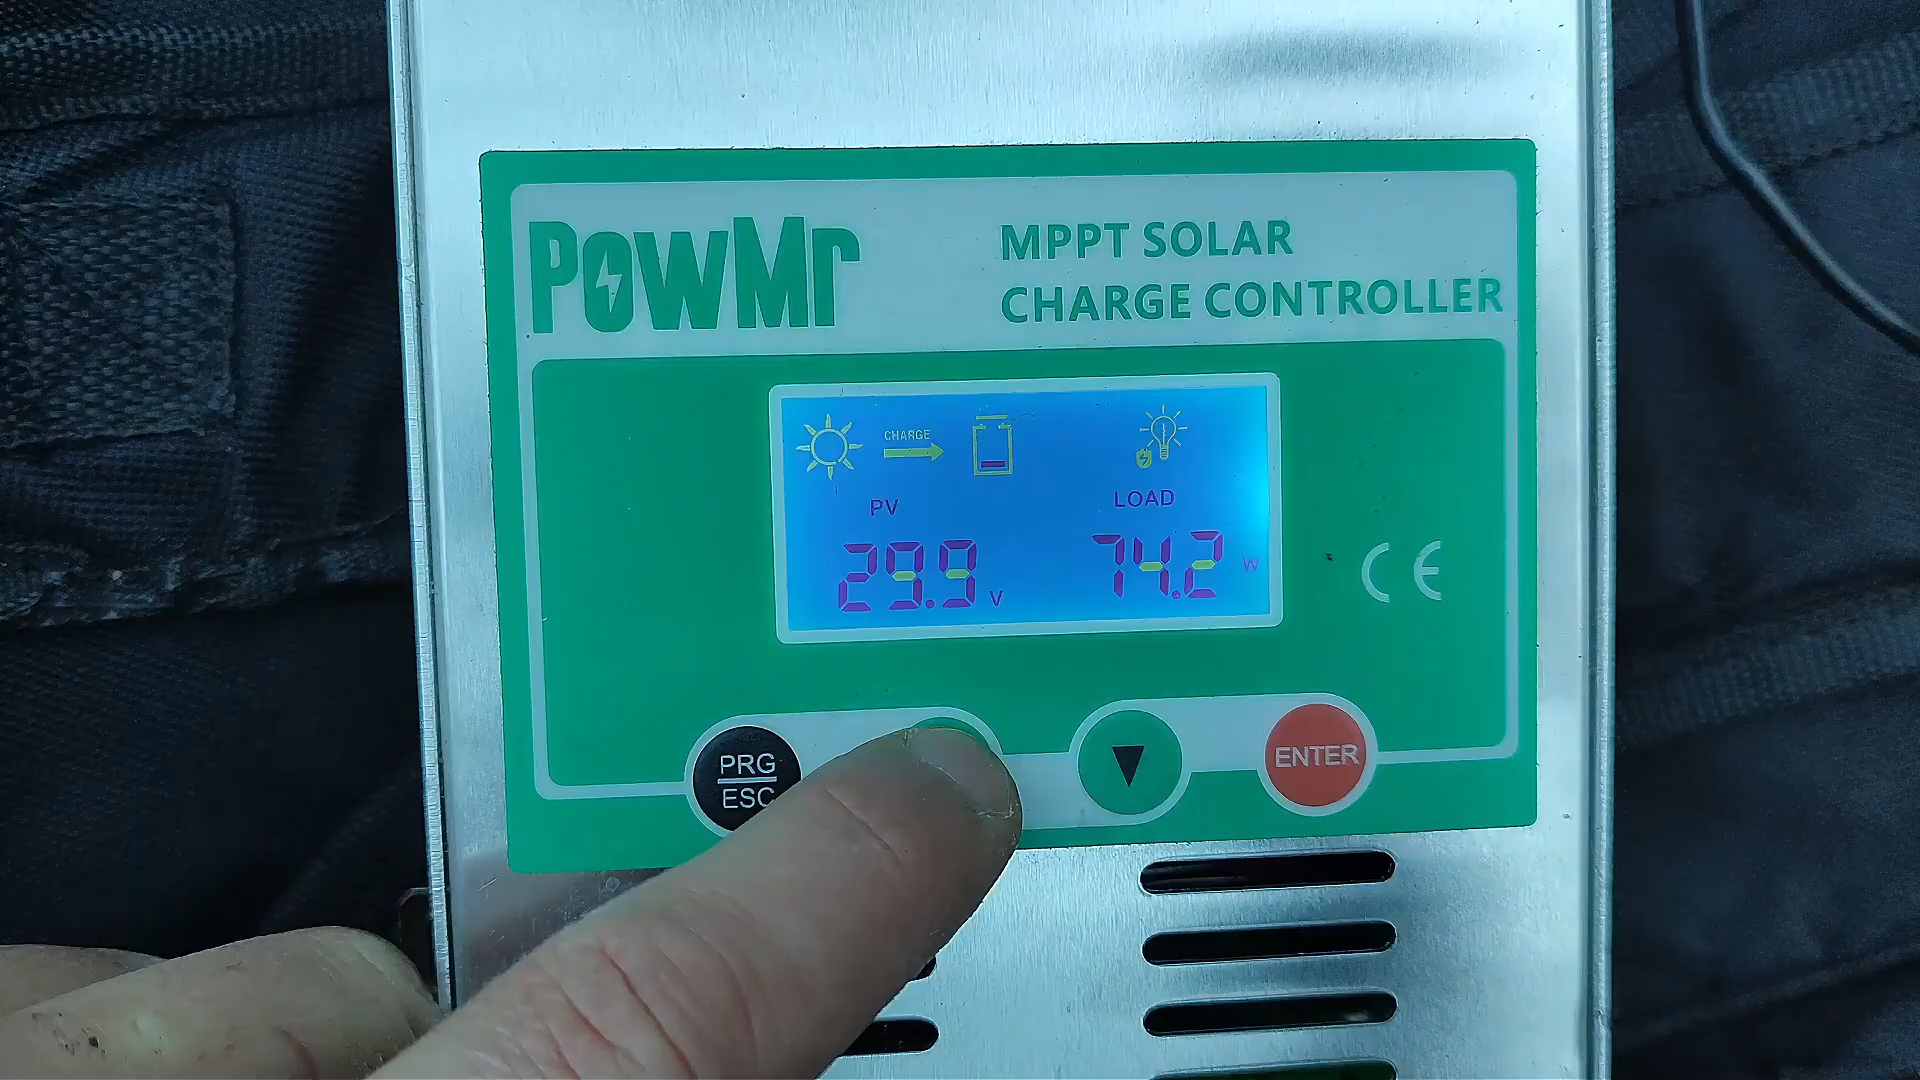 PowMr
MPPT SOLAR
CHARGE CONTROLLER
CHARGE
PV
LOAD
29.9 V
74.2 W
CE
PRG
ESC
▼
ENTER